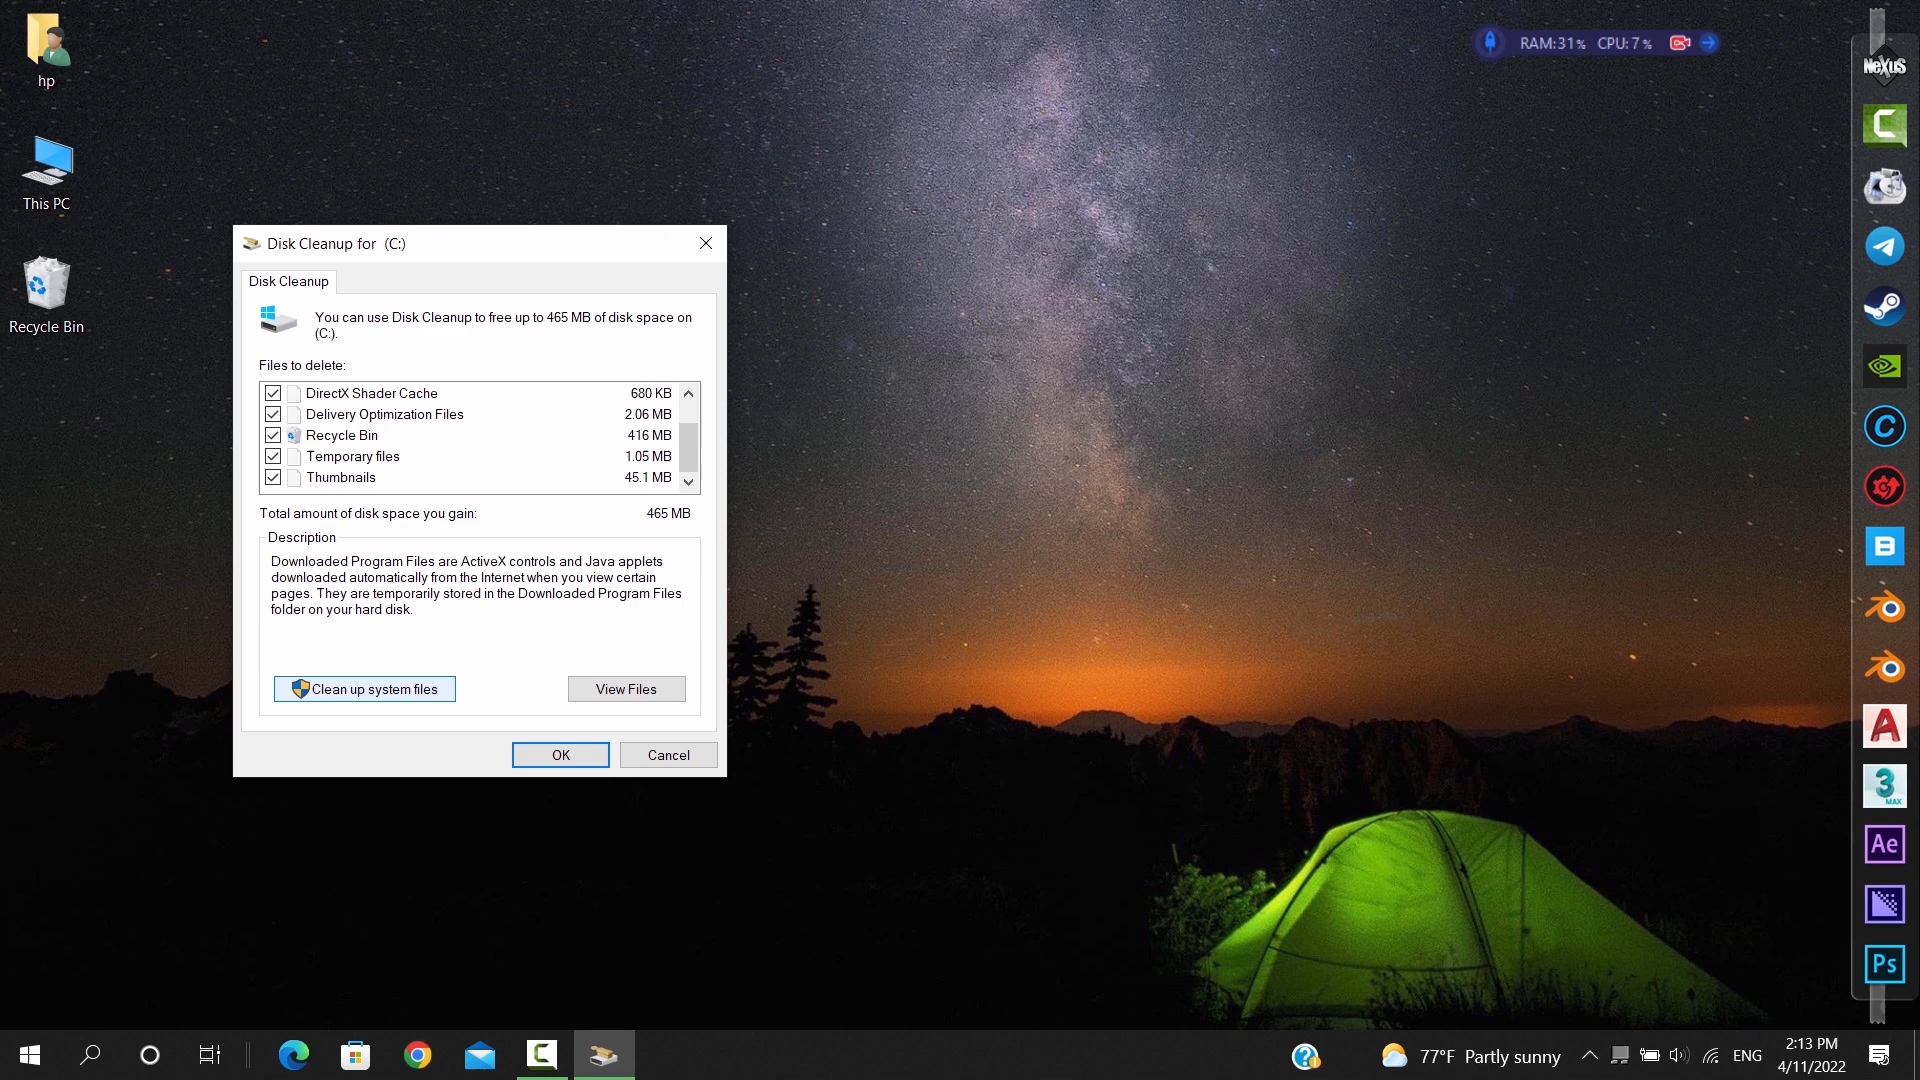 hp
This PC
Recycle Bin
RAM:31% CPU:7%
NeXuS
Disk Cleanup for (C:)
Disk Cleanup
You can use Disk Cleanup to free up to 465 MB of disk space on
(C:).
Files to delete:
DirectX Shader Cache 680 KB
Delivery Optimization Files 2.06 MB
Recycle Bin 416 MB
Temporary files 1.05 MB
Thumbnails 45.1 MB
Total amount of disk space you gain: 465 MB
Description
Downloaded Program Files are ActiveX controls and Java applets
downloaded automatically from the Internet when you view certain
pages. They are temporarily stored in the Downloaded Program Files
folder on your hard disk.
Clean up system files
View Files
OK
Cancel
C
C
B
A
3
MAX
Ae
Ps
77°F Partly sunny
ENG
2:13 PM
4/11/2022